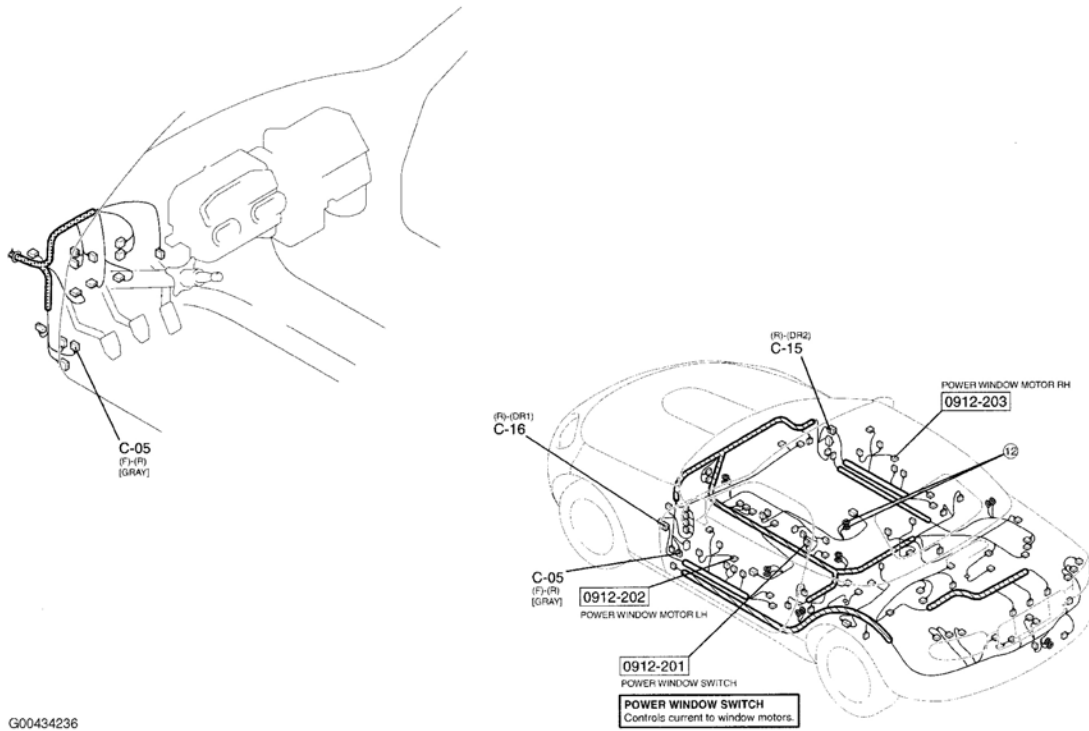 C-05
(F)-(R)
[GRAY]
(R)-(DR2)
C-15
POWER WINDOW MOTOR RH
0912-203
(R)-(DR1)
C-16
12
C-05
(F)-(R)
[GRAY]
0912-202
POWER WINDOW MOTOR LH
0912-201
POWER WINDOW SWITCH
POWER WINDOW SWITCH
Controls current to window motors.
G00434236